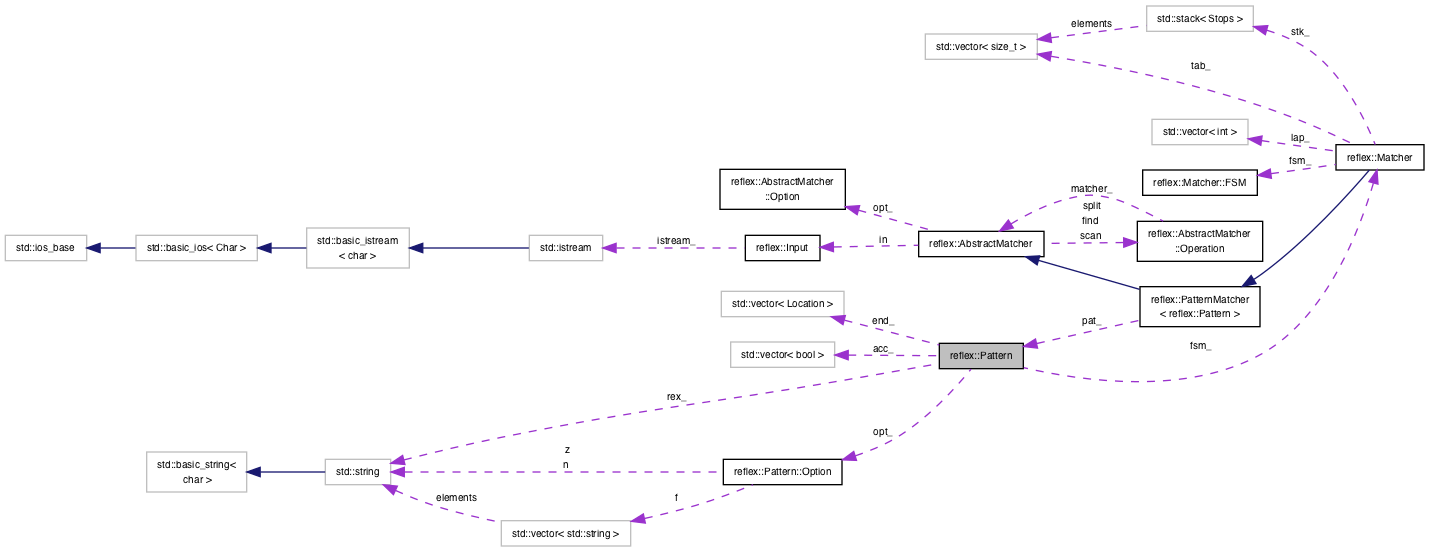 std::stack< Stops >
elements
stk_
std::vector< size_t >
tab_
std::vector< int >
lap_
reflex::Matcher
fsm_
reflex::Matcher::FSM
reflex::AbstractMatcher
::Option
matcher_
opt_
split
find
scan
reflex::AbstractMatcher
::Operation
std::ios_base
std::basic_ios< Char >
std::basic_istream
< char >
std::istream
istream_
reflex::Input
in
reflex::AbstractMatcher
std::vector< Location >
end_
reflex::PatternMatcher
< reflex::Pattern >
pat_
std::vector< bool >
acc_
reflex::Pattern
fsm_
rex_
opt_
std::basic_string<
char >
std::string
z
n
reflex::Pattern::Option
elements
f
std::vector< std::string >